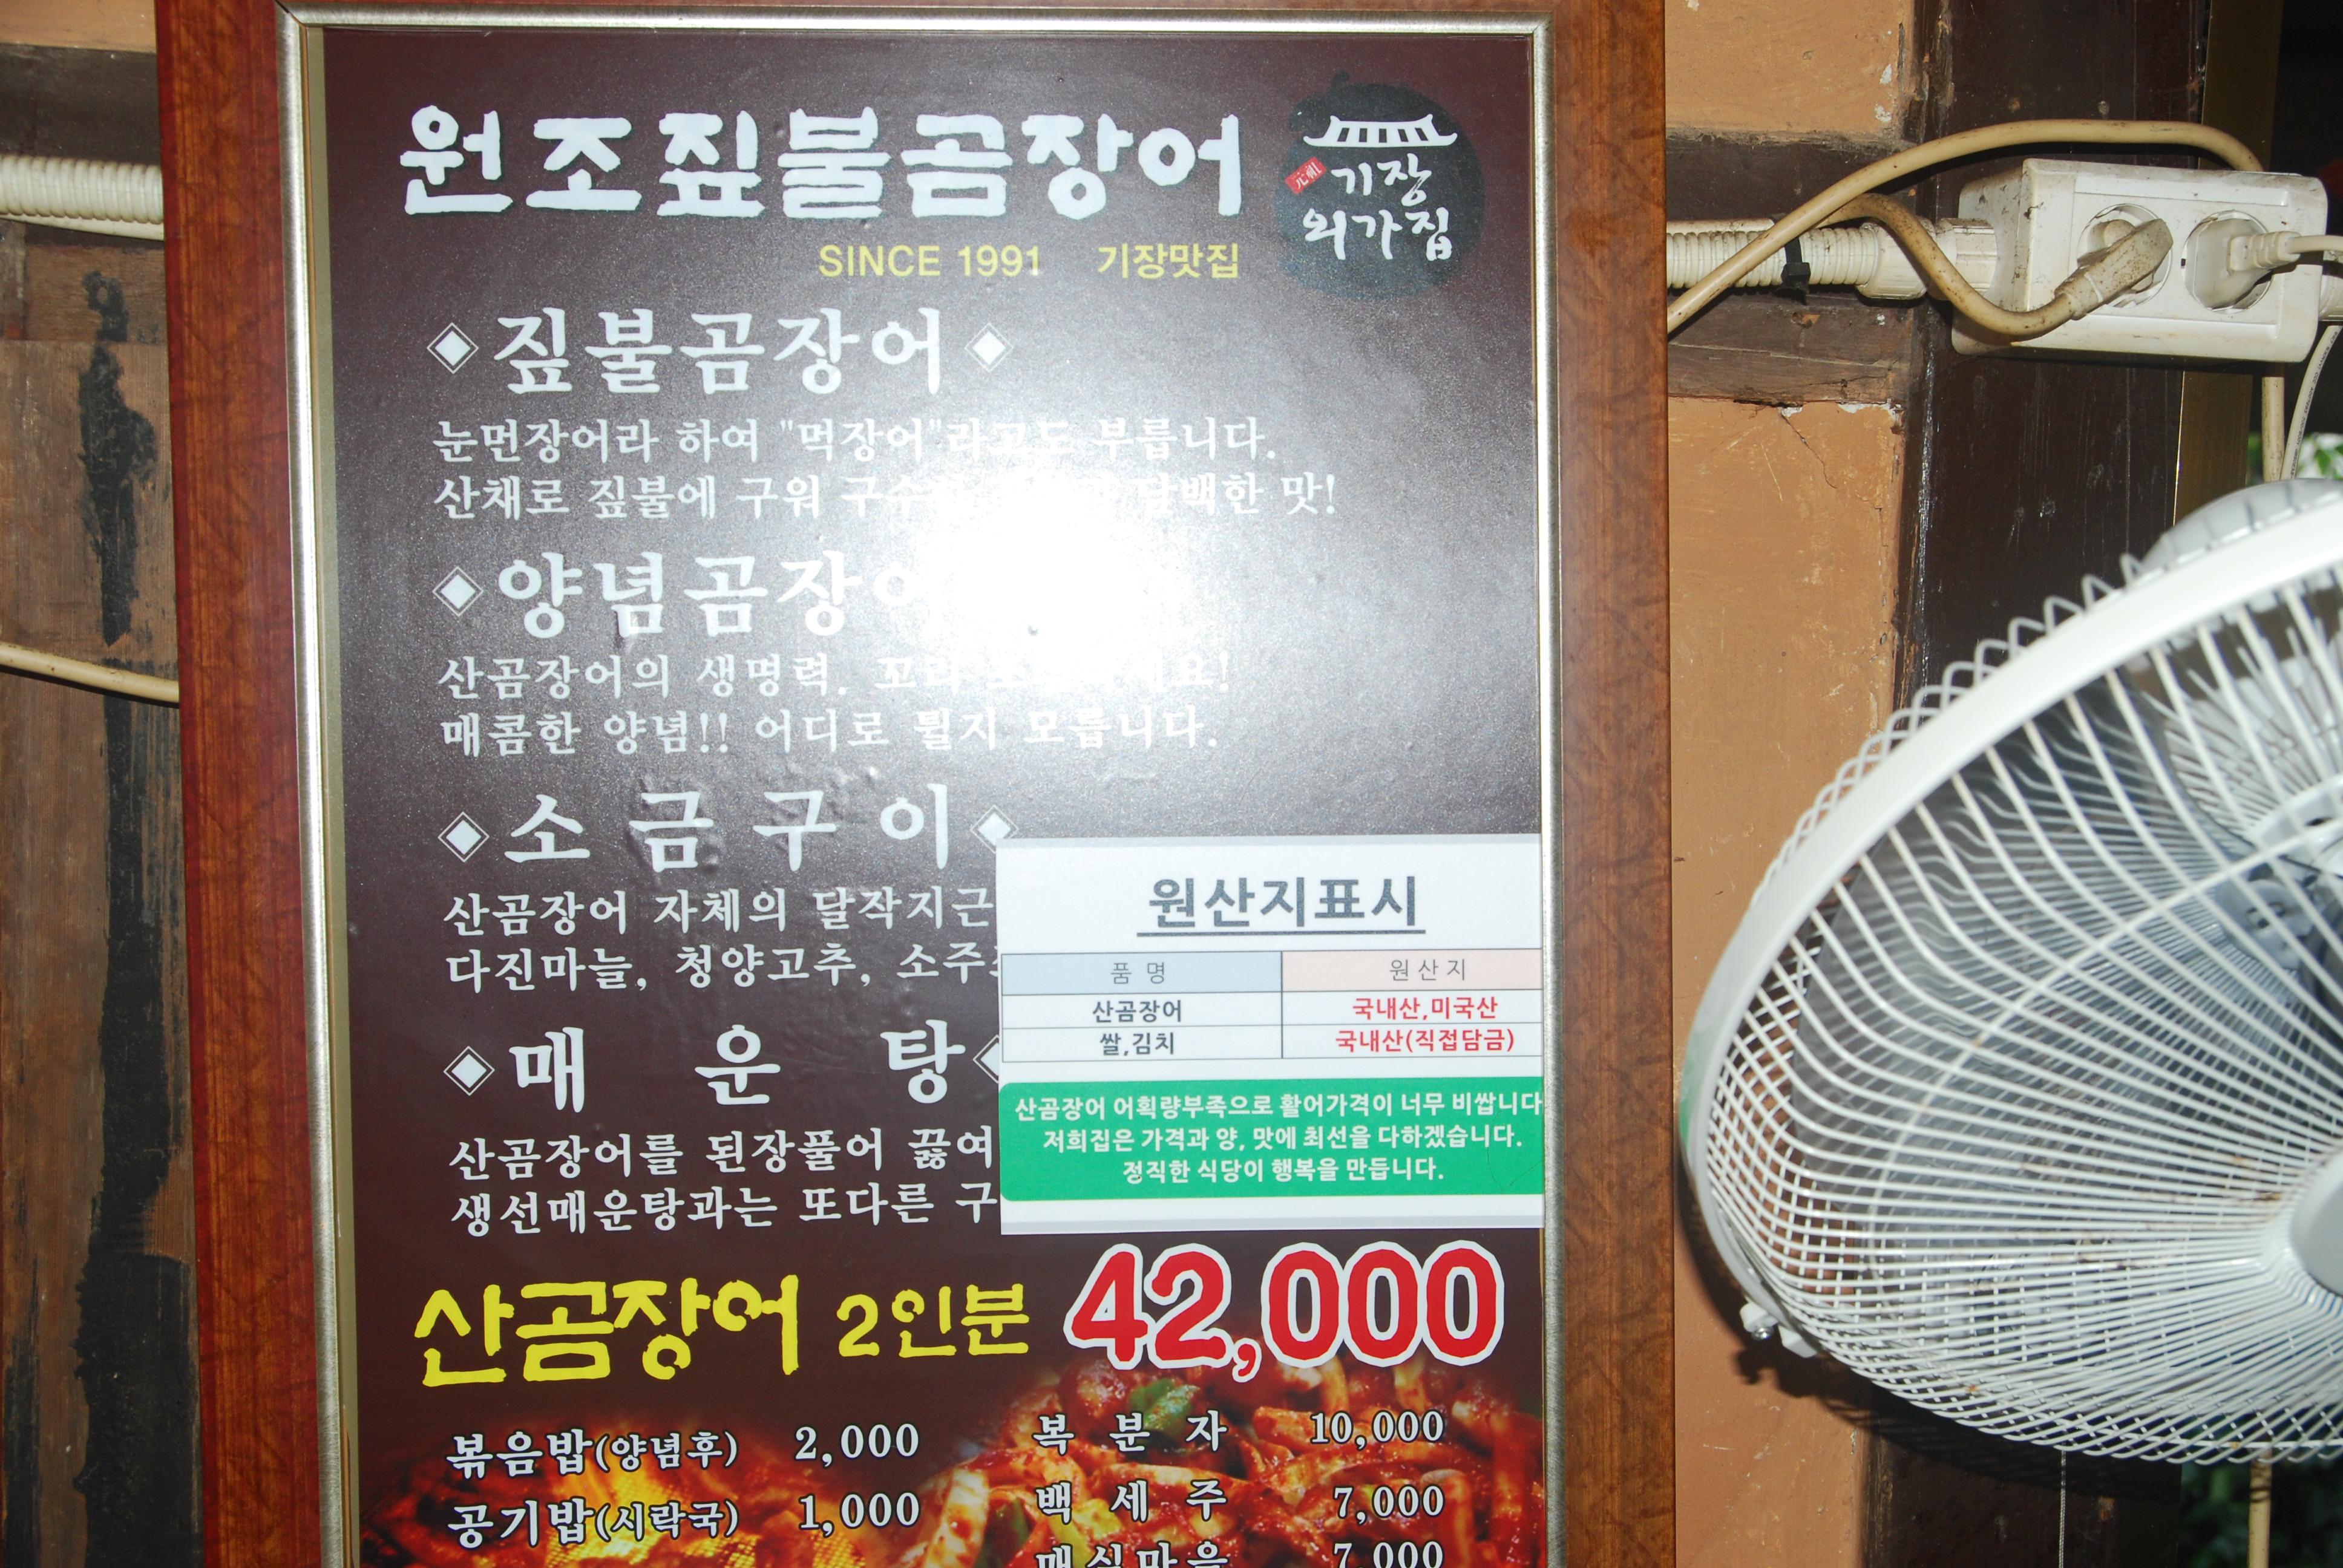 원조짚불곰장어
元祖
기장
외가집
SINCE 1991 기장맛집
짚불곰장어
눈먼장어라 하여 "먹장어"라고도 부릅니다.
산채로 짚불에 구워 담백한 맛!
양념곰장어
산곰장어의 생명력.
매콤한 양념!! 어디로 튈지 모릅니다.
소금구이
산곰장어 자체의 달작지근
다진마늘, 청양고추, 소주
매운탕
산곰장어를 된장풀어 끓여
생선매운탕과는 또다른 구
원산지표시
품 명 원산지
산곰장어 국내산,미국산
쌀,김치 국내산(직접담금)
산곰장어 어획량부족으로 활어가격이 너무 비쌉니다
저희집은 가격과 양, 맛에 최선을 다하겠습니다.
정직한 식당이 행복을 만듭니다.
산곰장어 2인분 42,000
볶음밥(양념후) 2,000
공기밥(시락국) 1,000
복분자 10,000
백세주 7,000
매실마을 7,000